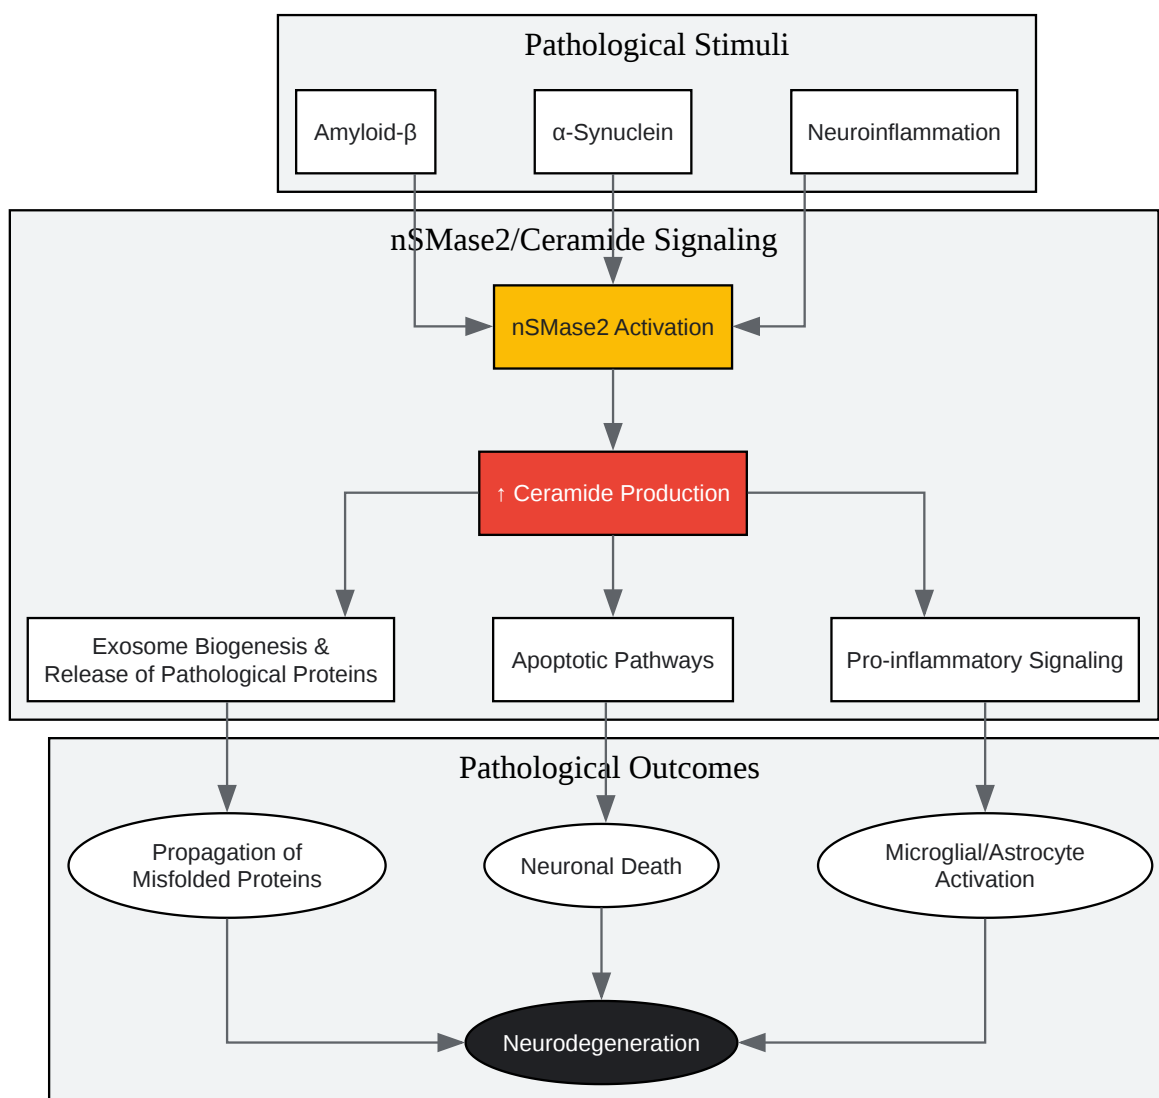 Pathological Stimuli
Amyloid-β
α-Synuclein
Neuroinflammation
nSMase2/Ceramide Signaling
nSMase2 Activation
↑ Ceramide Production
Exosome Biogenesis &
Release of Pathological Proteins
Apoptotic Pathways
Pro-inflammatory Signaling
Pathological Outcomes
Propagation of
Misfolded Proteins
Neuronal Death
Microglial/Astrocyte
Activation
Neurodegeneration